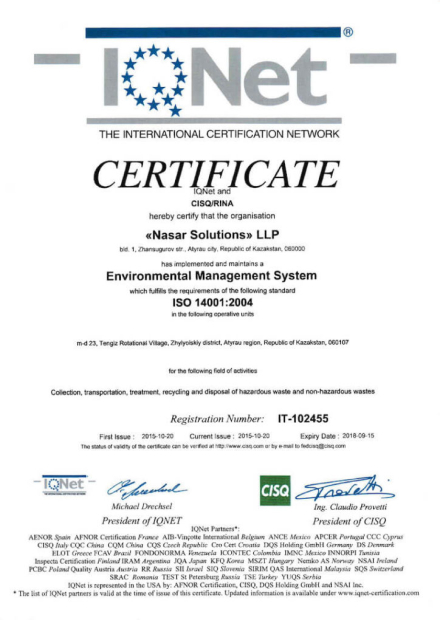 IQNet ®
THE INTERNATIONAL CERTIFICATION NETWORK
CERTIFICATE
IQNet and
CISQ/RINA
hereby certify that the organisation
«Nasar Solutions» LLP
bld. 1, Zhansugurov str., Atyrau city, Republic of Kazakstan, 060000
has implemented and maintains a
Environmental Management System
which fulfills the requirements of the following standard
ISO 14001:2004
in the following operative units
m-d 23, Tengiz Rotational Village, Zhylyoiskiy district, Atyrau region, Republic of Kazakstan, 060107
for the following field of activities
Collection, transportation, treatment, recycling and disposal of hazardous waste and non-hazardous wastes
Registration Number: IT-102455
First Issue : 2015-10-20 Current Issue : 2015-10-20 Expiry Date : 2018-09-15
The status of validity of the certificate can be verified at http://www.cisq.com or by e-mail to fedcisq@cisq.com
IQNet CISQ
Michael Drechsel Ing. Claudio Provetti
President of IQNET President of CISQ
IQNet Partners*:
AENOR Spain AFNOR Certification France AIB-Vinçotte International Belgium ANCE Mexico APCER Portugal CCC Cyprus
CISQ Italy CQC China CQM China CQS Czech Republic Cro Cert Croatia DQS Holding GmbH Germany DS Denmark
ELOT Greece FCAV Brazil FONDONORMA Venezuela ICONTEC Colombia IMNC Mexico INNORPI Tunisia
Inspecta Certification Finland IRAM Argentina JQA Japan KFQ Korea MSZT Hungary Nemko AS Norway NSAI Ireland
PCBC Poland Quality Austria Austria RR Russia SII Israel SIQ Slovenia SIRIM QAS International Malaysia SQS Switzerland
SRAC Romania TEST St Petersburg Russia TSE Turkey YUQS Serbia
IQNet is represented in the USA by: AFNOR Certification, CISQ, DQS Holding GmbH and NSAI Inc.
* The list of IQNet partners is valid at the time of issue of this certificate. Updated information is available under www.iqnet-certification.com